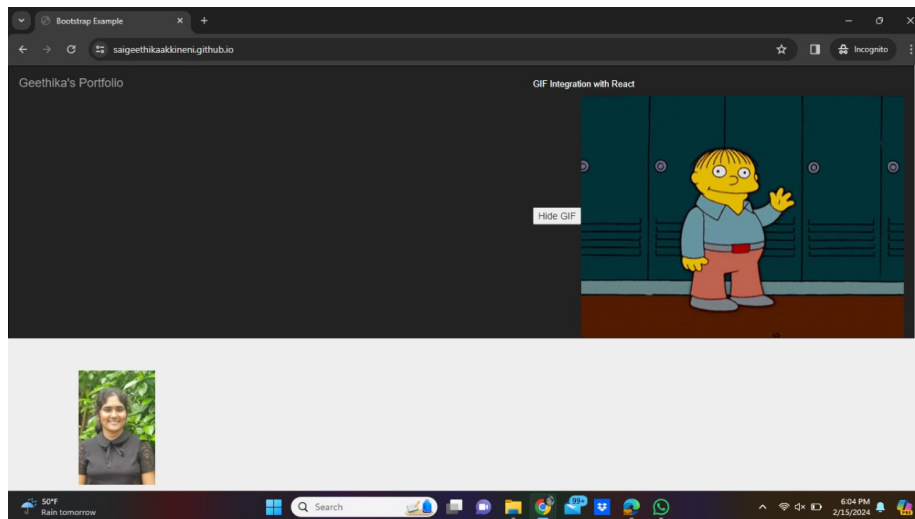 Bootstrap Example
saigeethikaakkineni.github.io
Incognito
Geethika's Portfolio
GIF Integration with React
Hide GIF
50°F
Rain tomorrow
Search
99+
6:04 PM
2/15/2024